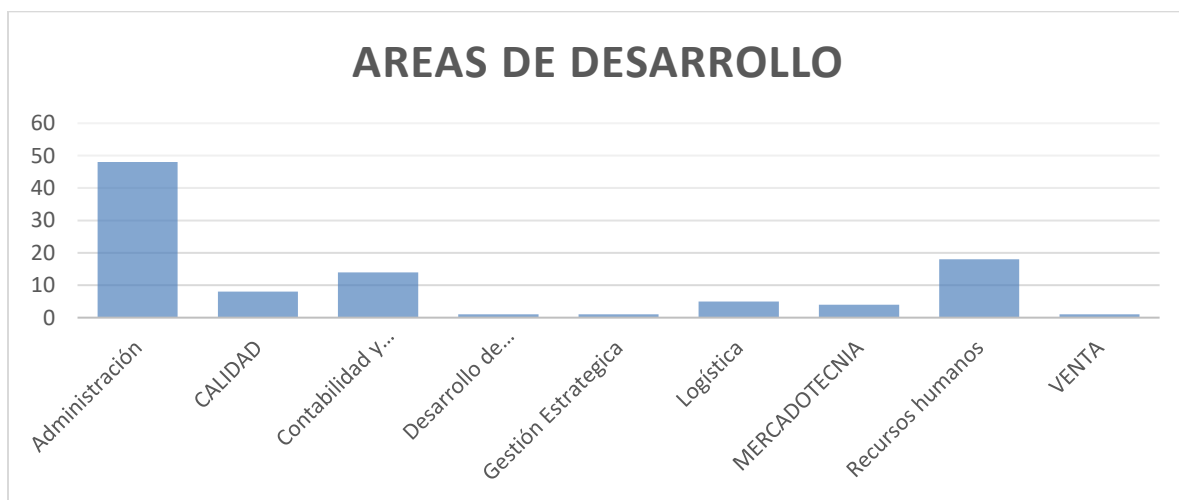 AREAS DE DESARROLLO
60
50
40
30
20
10
0
Administración
CALIDAD
Contabilidad y...
Desarrollo de...
Gestión Estrategica
Logística
MERCADOTECNIA
Recursos humanos
VENTA